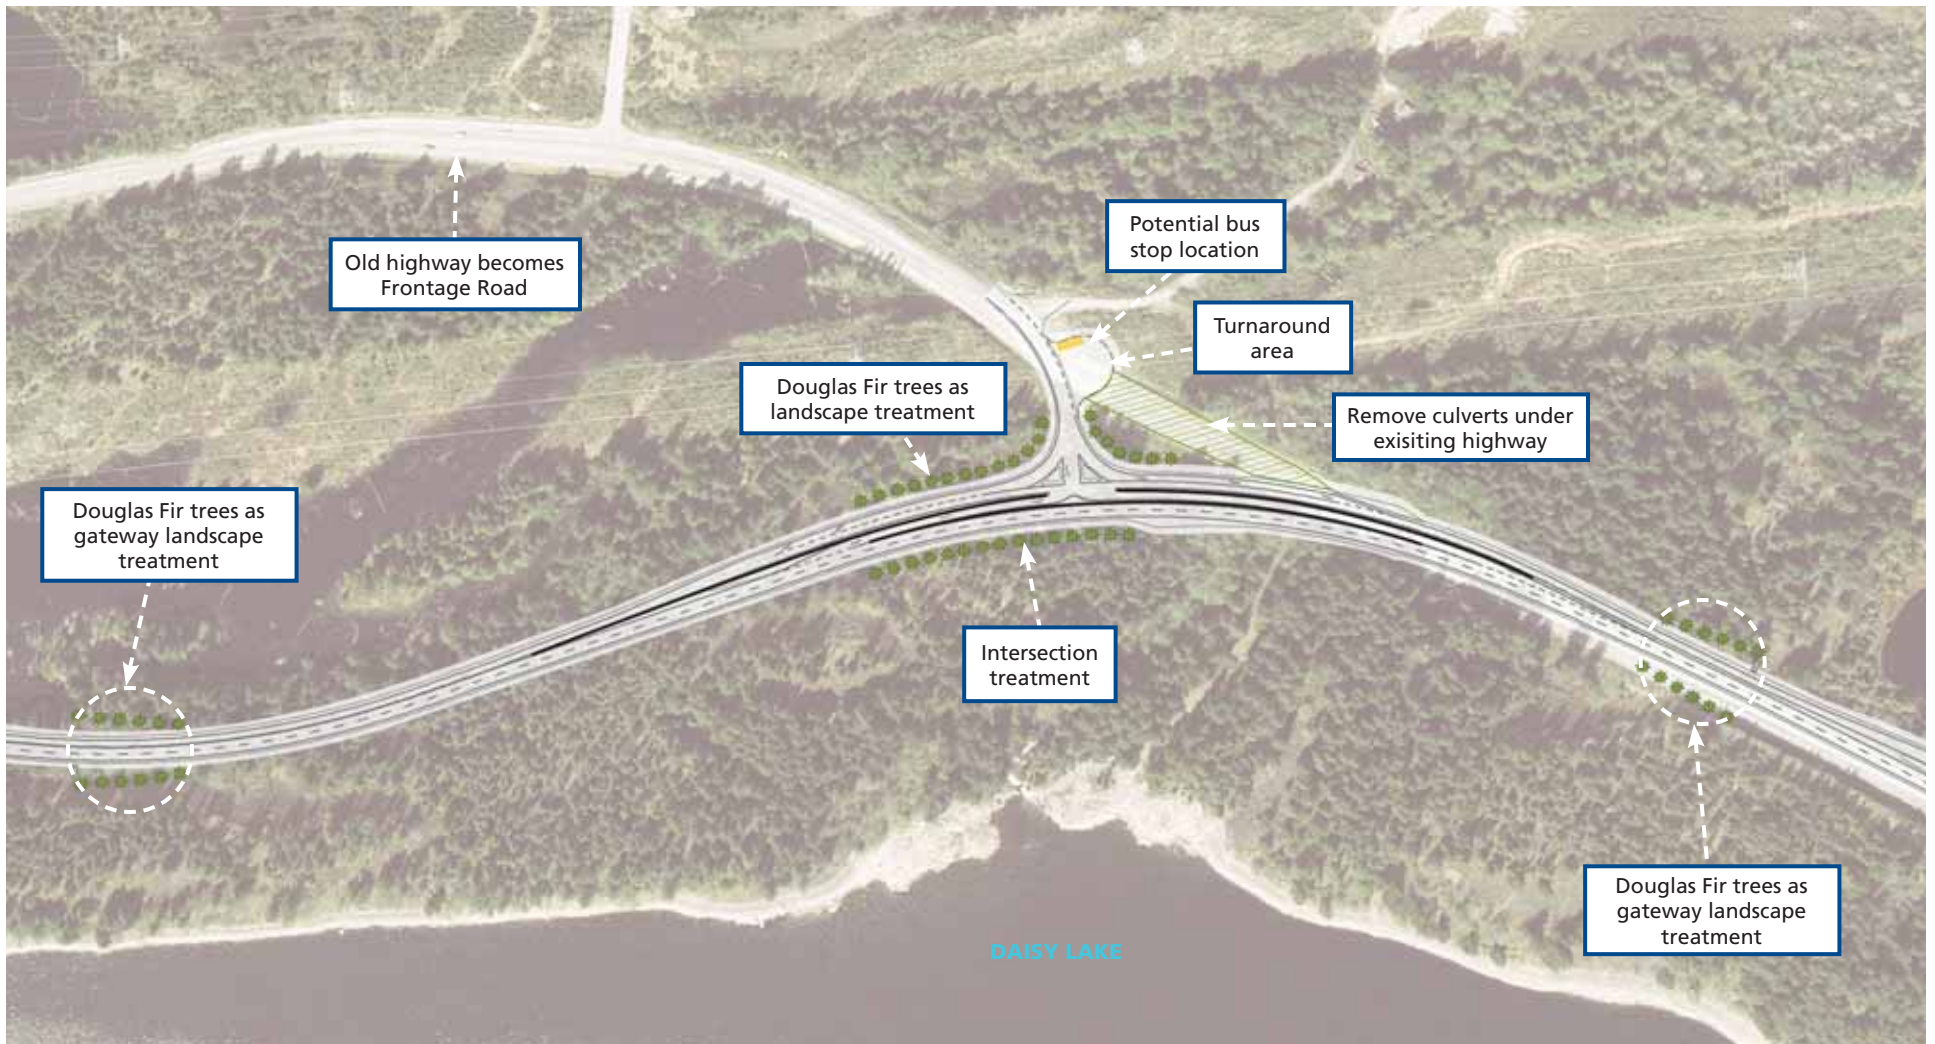 Potential bus
stop location
Old highway becomes
Frontage Road
Turnaround
area
Douglas Fir trees as
landscape treatment
Remove culverts under
exisiting highway
Douglas Fir trees as
gateway landscape
treatment
Intersection
treatment
Douglas Fir trees as
gateway landscape
treatment
DAISY LAKE